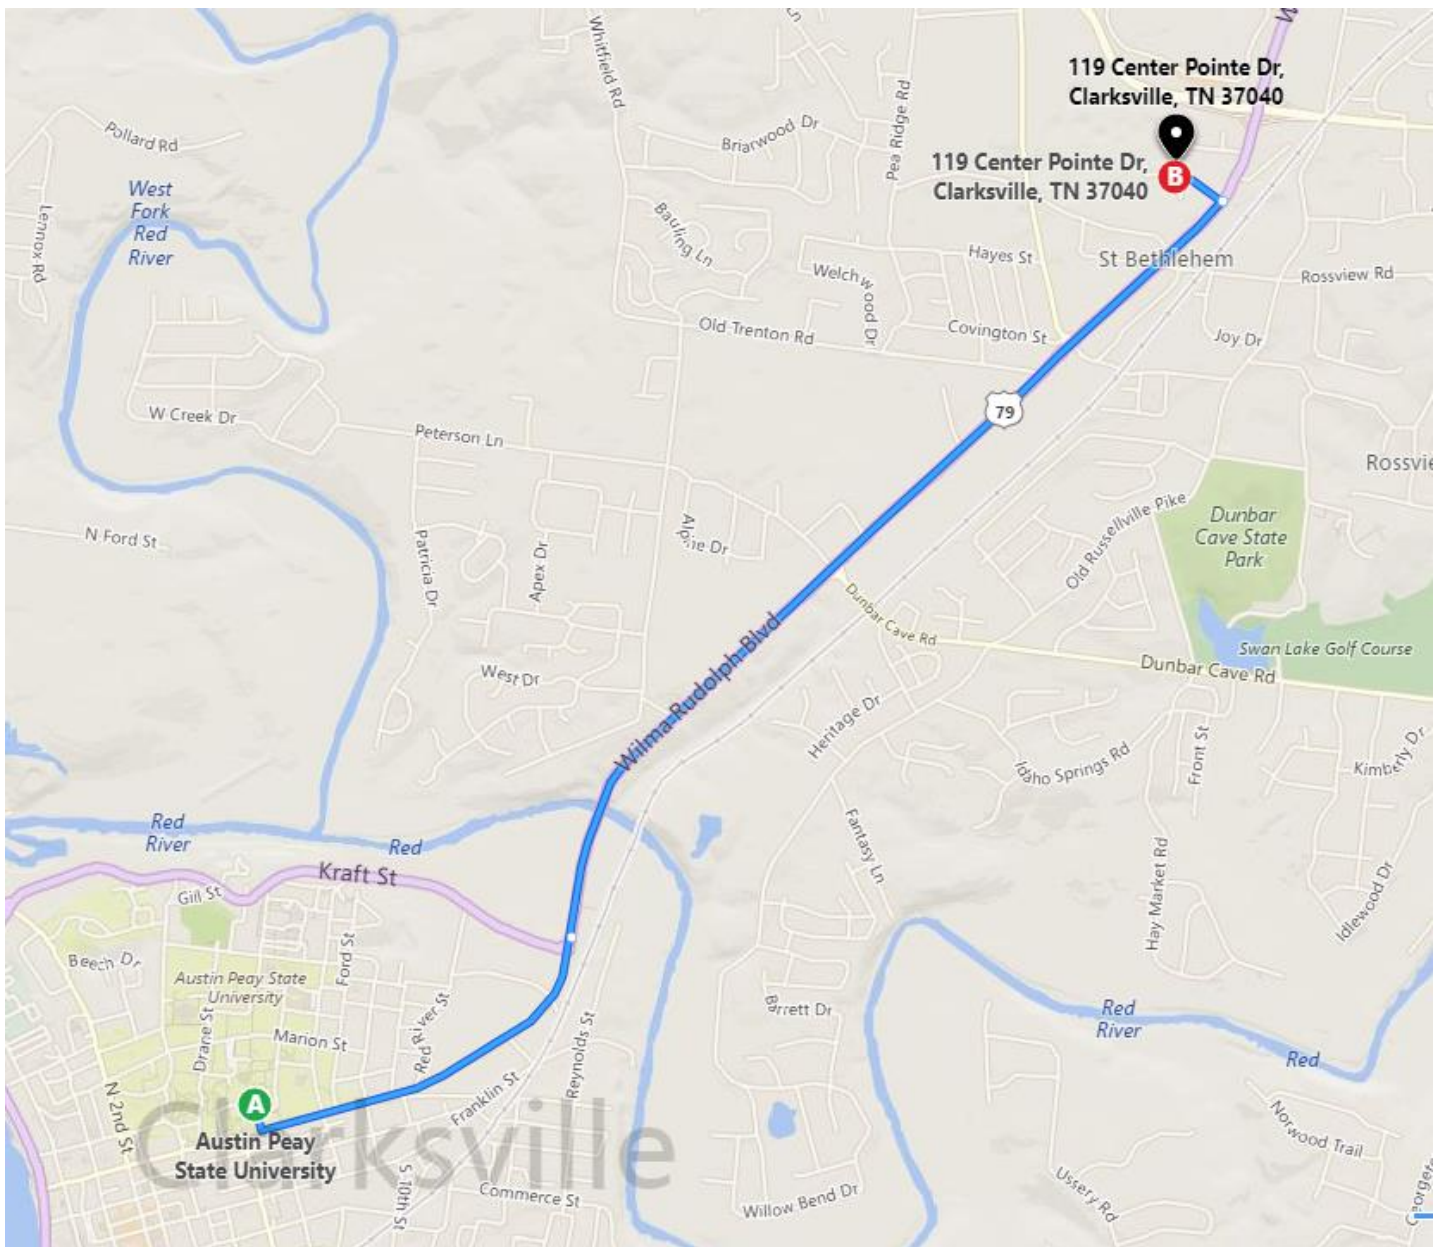 W
Ln
Whitfield Rd
119 Center Pointe Dr,
Clarksville, TN 37040
Pea Ridge Rd
Briarwood Dr
Pollard Rd
119 Center Pointe Dr,
Clarksville, TN 37040
B
West
Fork
Red
River
Lennox Rd
Bauling Ln
Hayes St
St Bethlehem
Welchwood Dr
Rossview Rd
Old Trenton Rd
Covington St
Joy Dr
79
W Creek Dr
Peterson Ln
Rossvie
Old Russellville Pike
Dunbar
Cave State
Park
N Ford St
Patricia Dr
Apex Dr
Alpine Dr
Dunbar Cave Rd
Wilma Rudolph Blvd
Swan Lake Golf Course
Dunbar Cave Rd
West Dr
Heritage Dr
Idaho Springs Rd
Front St
Kimberly Dr
Red
River
Red
Fantasy Ln
Hay Market Rd
Idlewood Dr
Kraft St
Gill St
Ford St
Beech Dr
Austin Peay State
University
Drane St
Marion St
Red River St
Reynolds St
Barrett Dr
Red
River
Red
N 2nd St
A
Franklin St
Clarksville
Austin Peay
State University
S 10th St
Commerce St
Willow Bend Dr
Ussery Rd
Norwood Trail
Georgeto